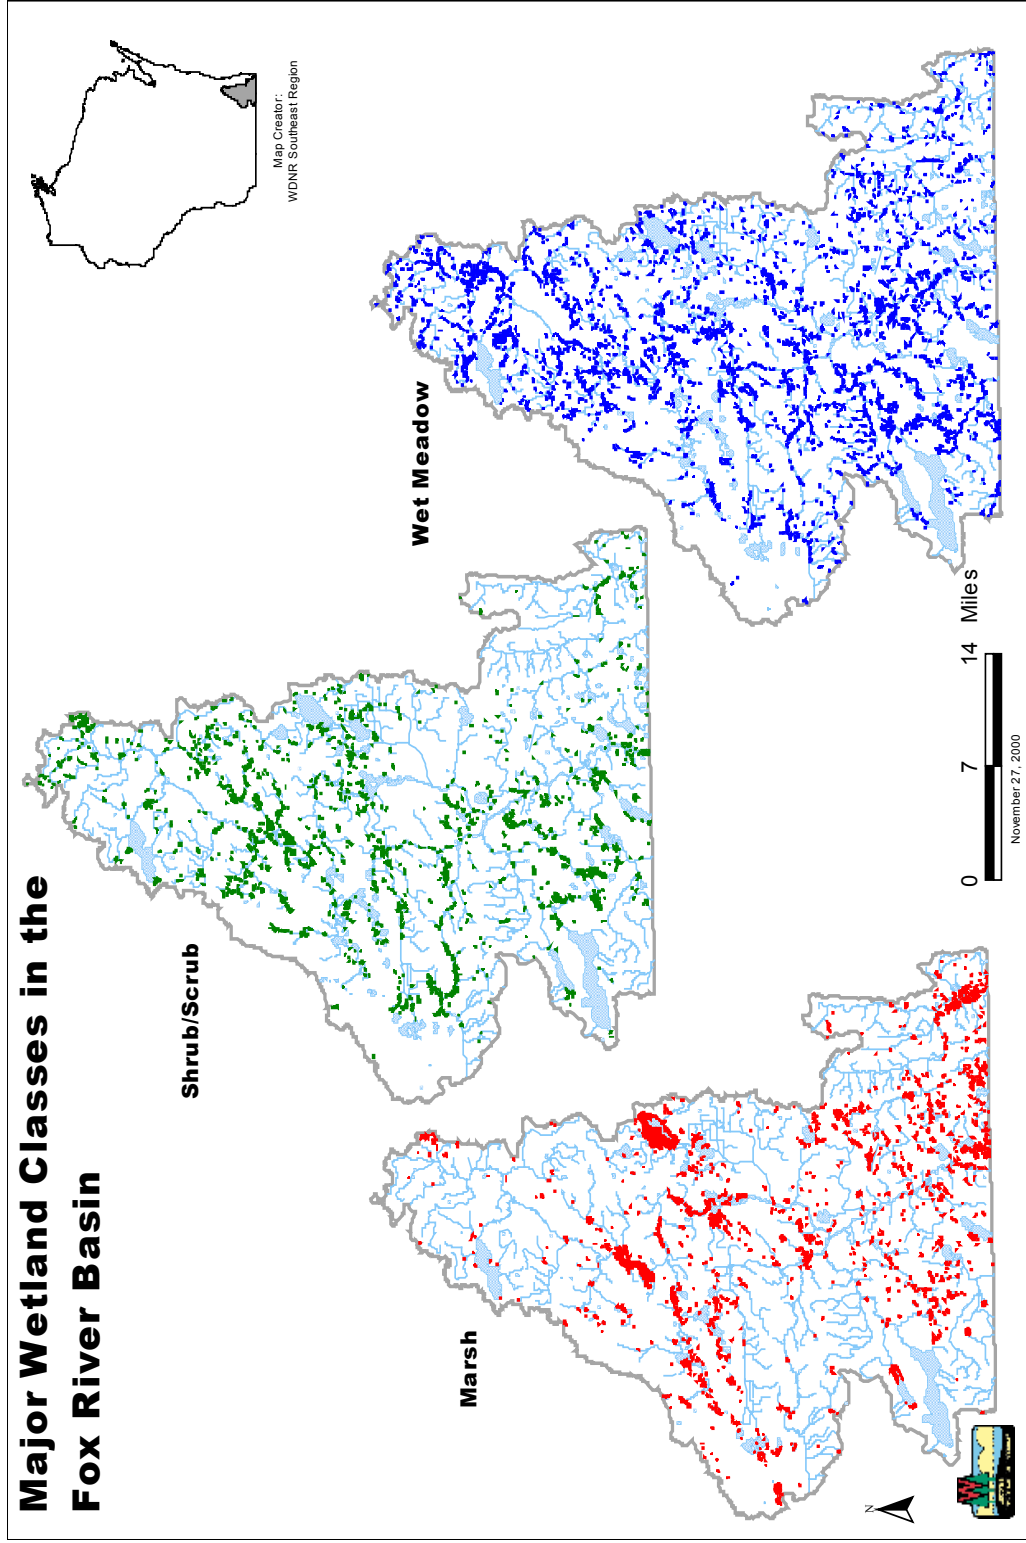 Major Wetland Classes in the
Fox River Basin
Map Creator:
WDNR Southeast Region
Shrub/Scrub
Wet Meadow
Marsh
0 7 14 Miles
November 27, 2000
N